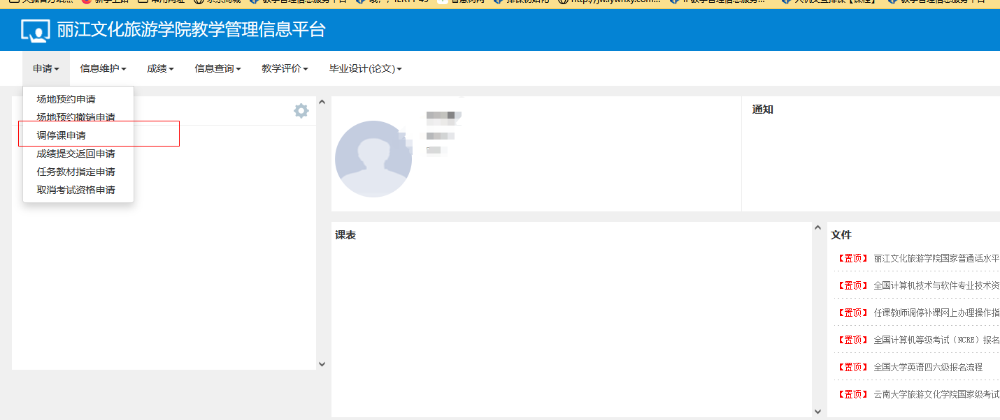 丽江文化旅游学院教学管理信息平台
申请 信息维护 成绩 信息查询 教学评价 毕业设计(论文)
场地预约申请
场地预约撤销申请
调停课申请
成绩提交返回申请
任务教材指定申请
取消考试资格申请
通知
课表
文件
【置顶】 丽江文化旅游学院国家普通话水平
【置顶】 全国计算机技术与软件专业技术资
【置顶】 任课教师调停补课网上办理操作指
【置顶】 全国计算机等级考试（NCRE）报名
【置顶】 全国大学英语四六级报名流程
【置顶】 云南大学旅游文化学院国家级考试